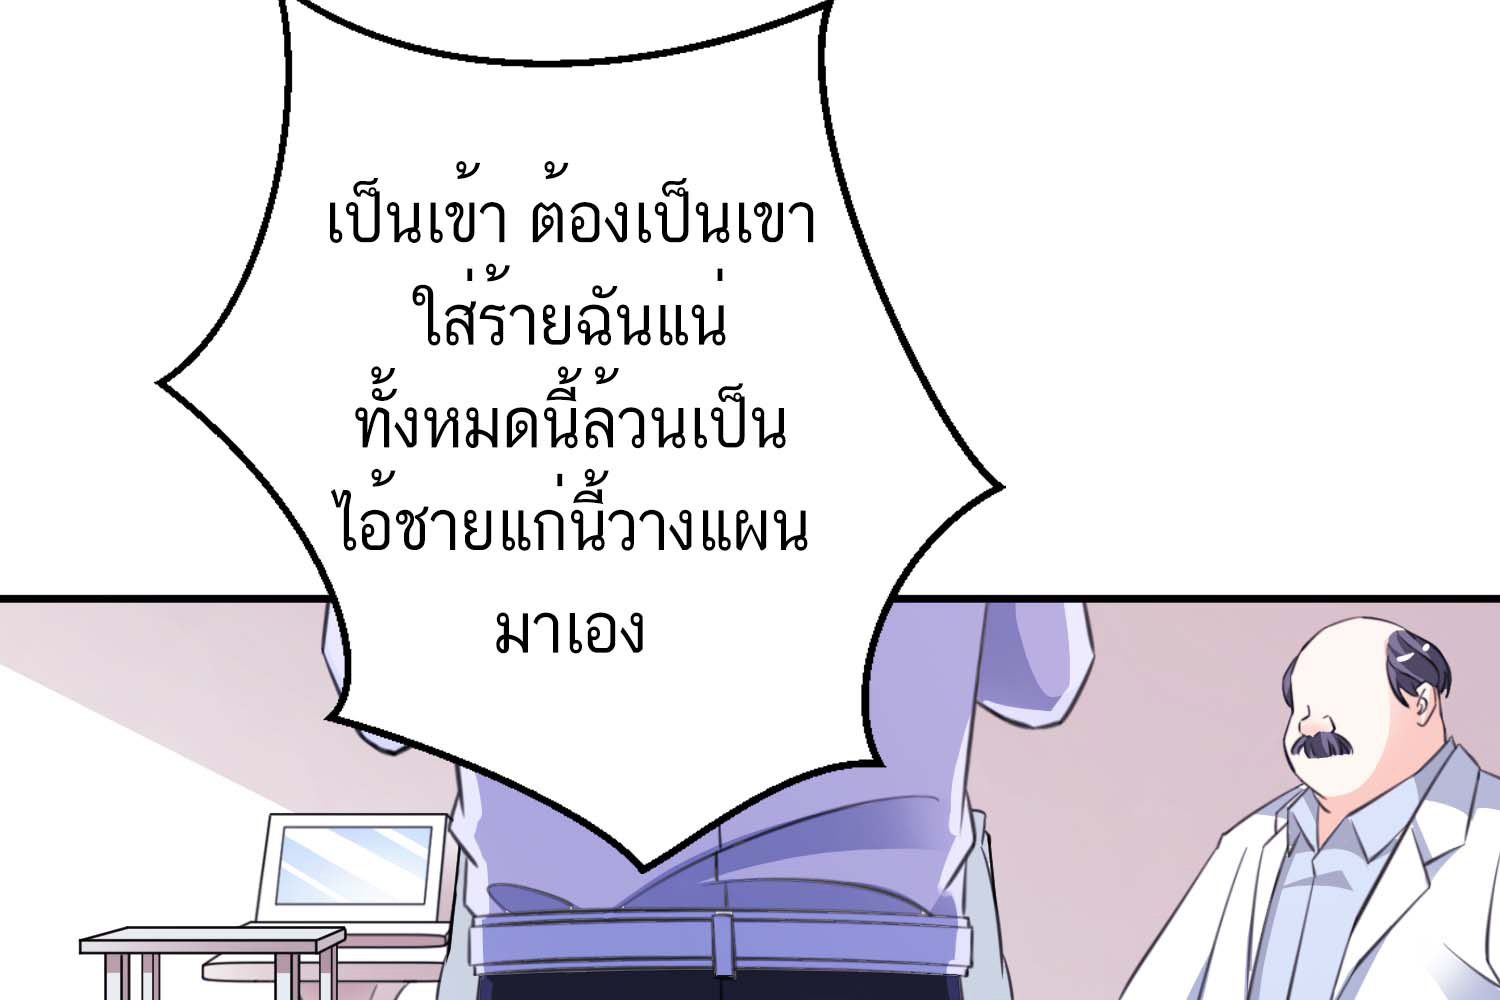 เป็นเข้า ต้องเป็นเขา
ใส่ร้ายฉันแน่
ทั้งหมดนี้ล้วนเป็น
ไอ้ชายแก่นี้วางแผน
มาเอง